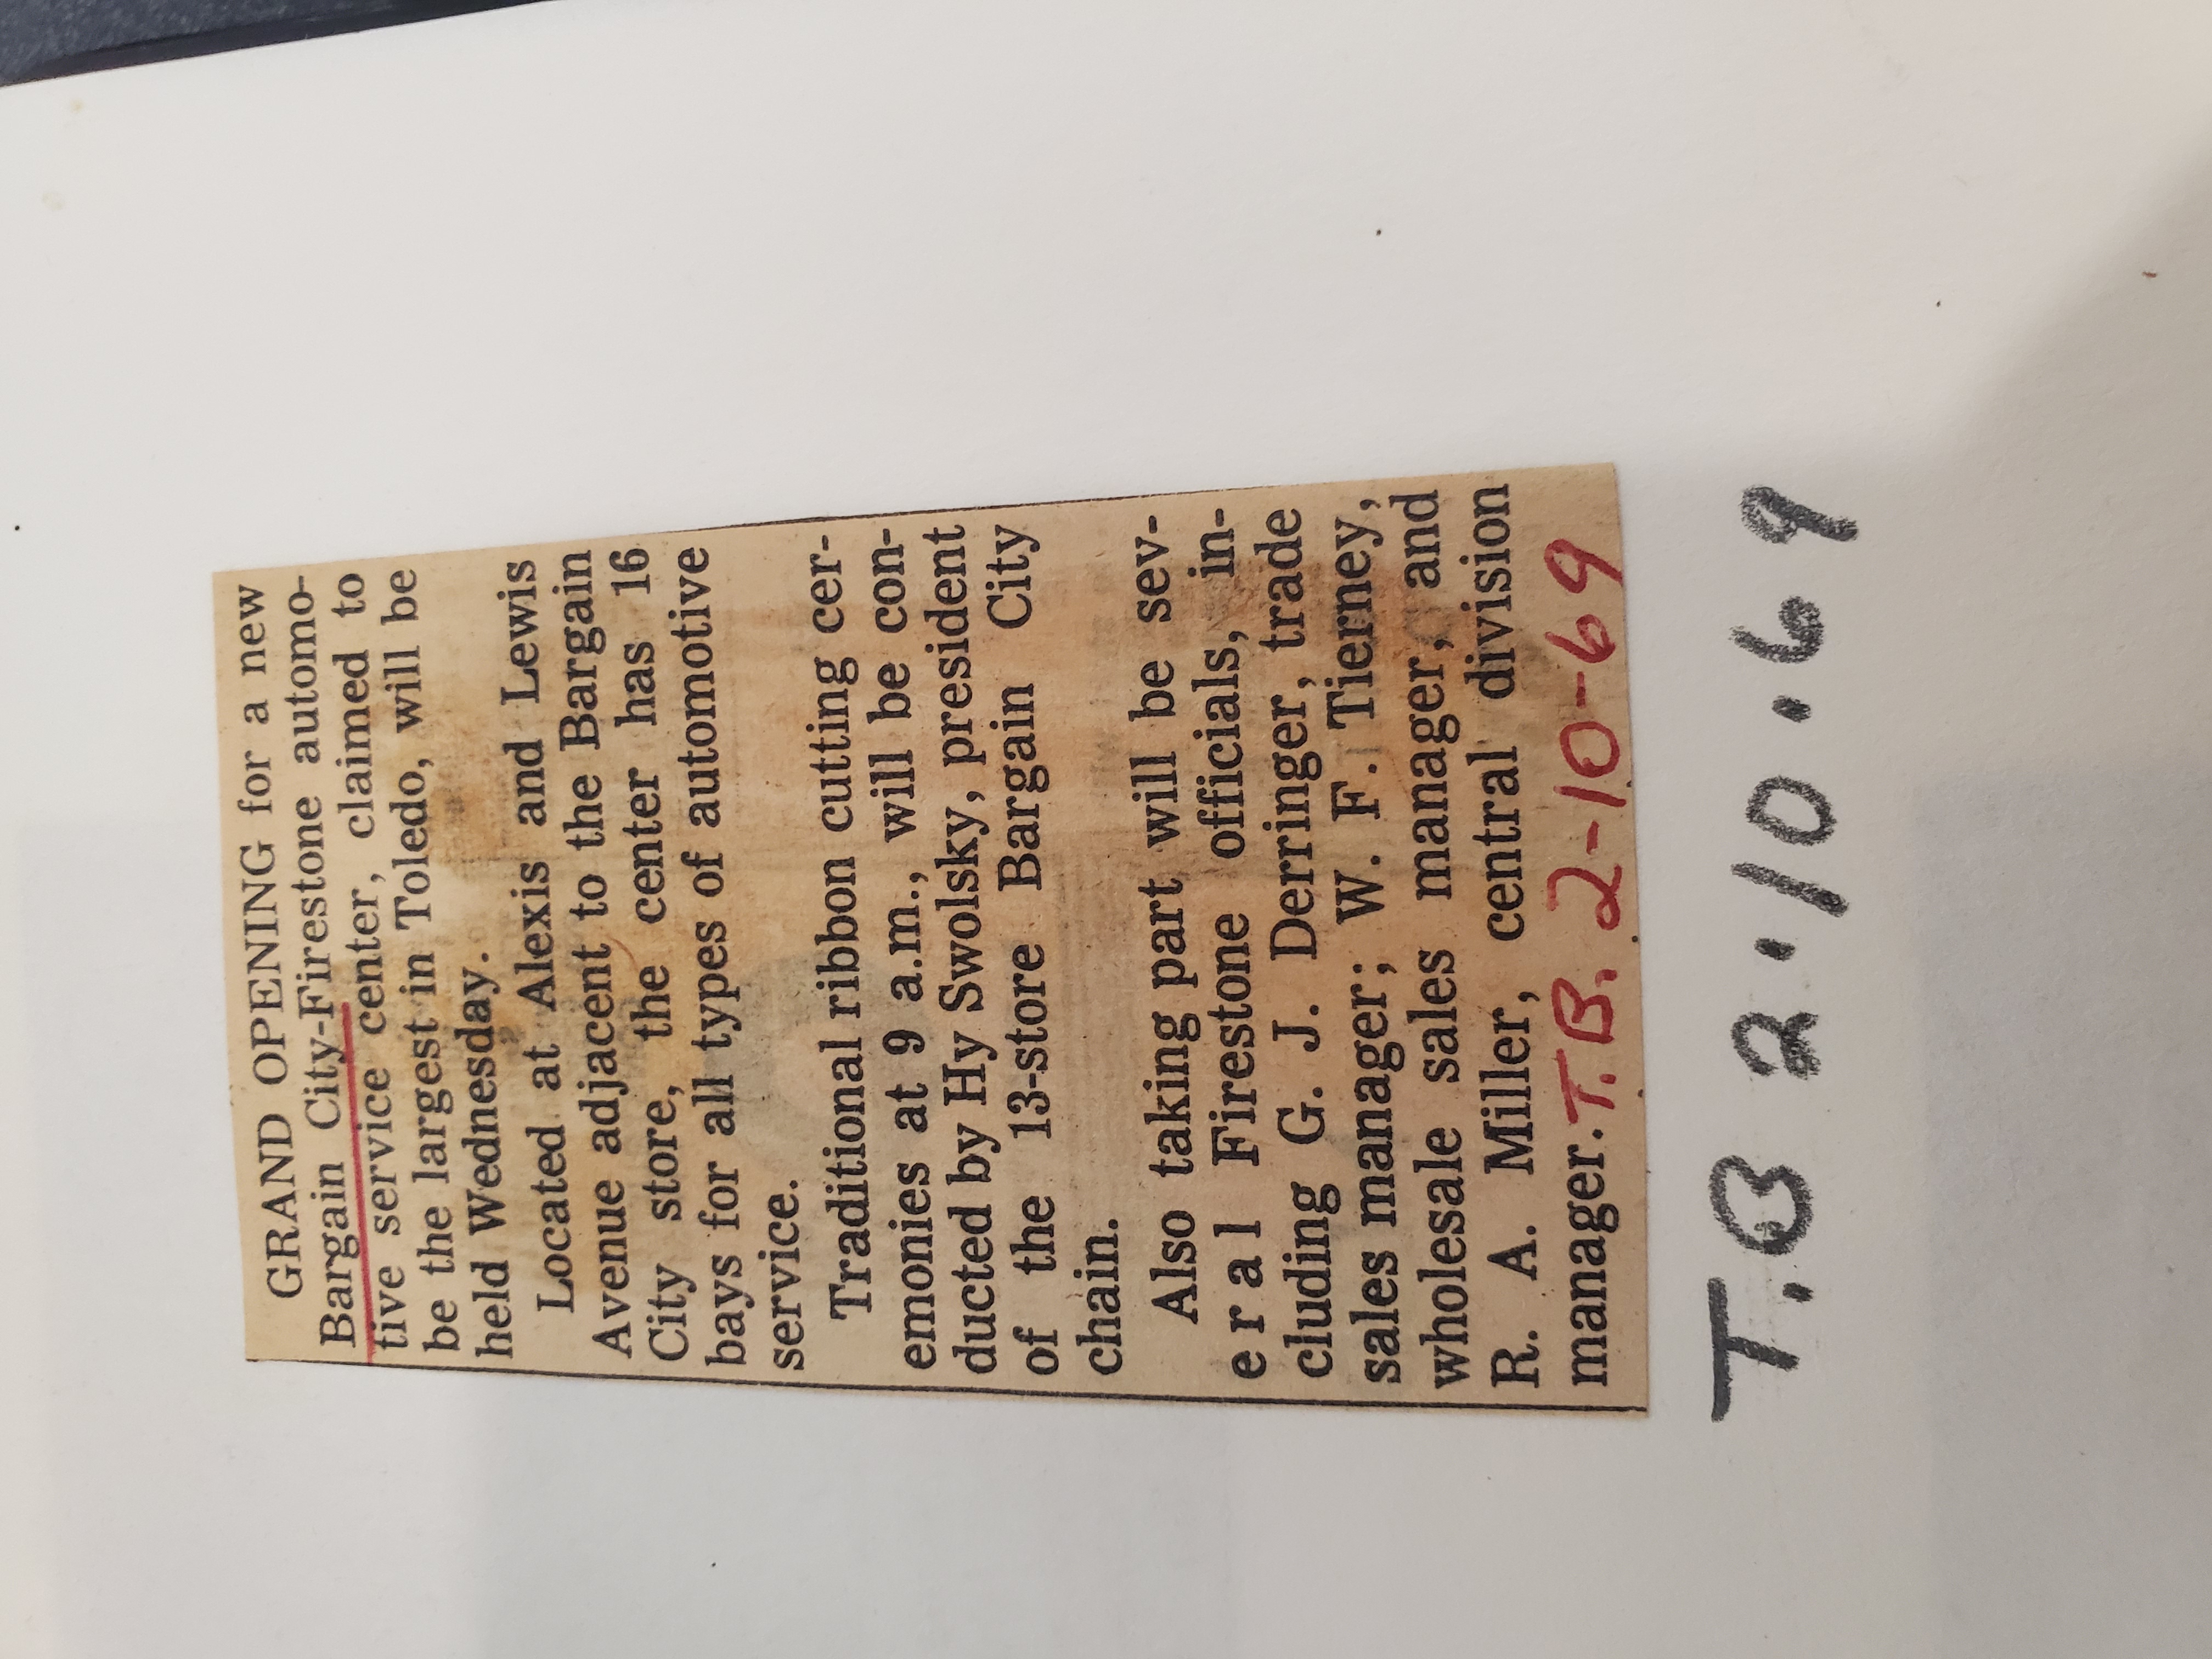 GRAND OPENING for a new
Bargain City-Firestone automo-
tive service center, claimed to
be the largest in Toledo, will be
held Wednesday.
Located at Alexis and Lewis
Avenue adjacent to the Bargain
City store, the center has 16
bays for all types of automotive
service.
Traditional ribbon cutting cer-
emonies at 9 a.m., will be con-
ducted by Hy Swolsky, president
of the 13-store Bargain City
chain.
Also taking part will be sev-
e r a l Firestone officials, in-
cluding G. J. Derringer, trade
sales manager; W. F. Tierney,
wholesale sales manager, and
R. A. Miller, central division
manager. T.B. 2-10-69
T.B 2.10.69